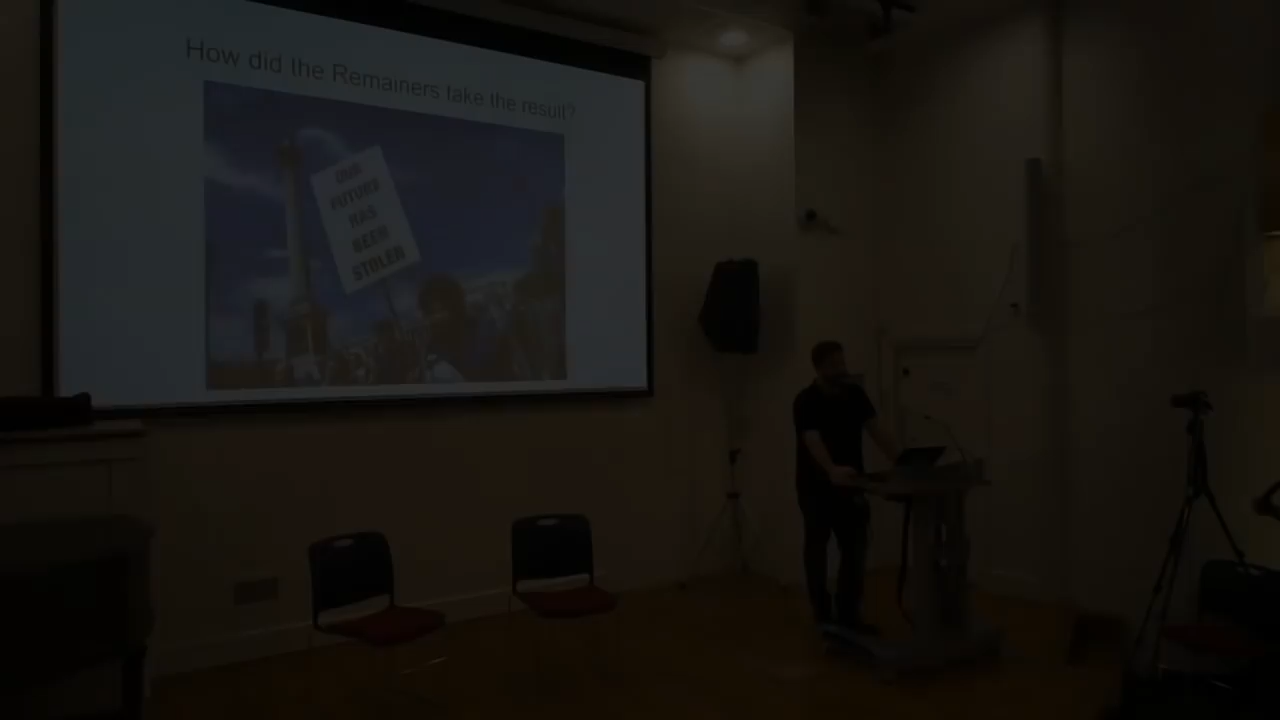 How did the Remainers take the result?
OUR
FUTURE
HAS
BEEN
STOLEN